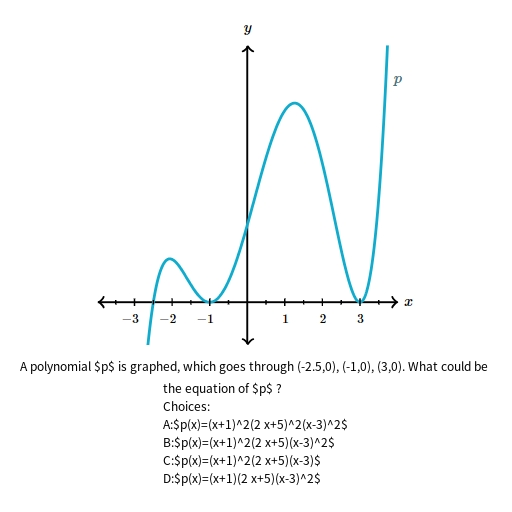 y
p
x
-3 -2 -1 1 2 3
A polynomial $p$ is graphed, which goes through (-2.5,0), (-1,0), (3,0). What could be
the equation of $p$ ?
Choices:
A:$p(x)=(x+1)^2(2 x+5)^2(x-3)^2$
B:$p(x)=(x+1)^2(2 x+5)(x-3)^2$
C:$p(x)=(x+1)^2(2 x+5)(x-3)$
D:$p(x)=(x+1)(2 x+5)(x-3)^2$